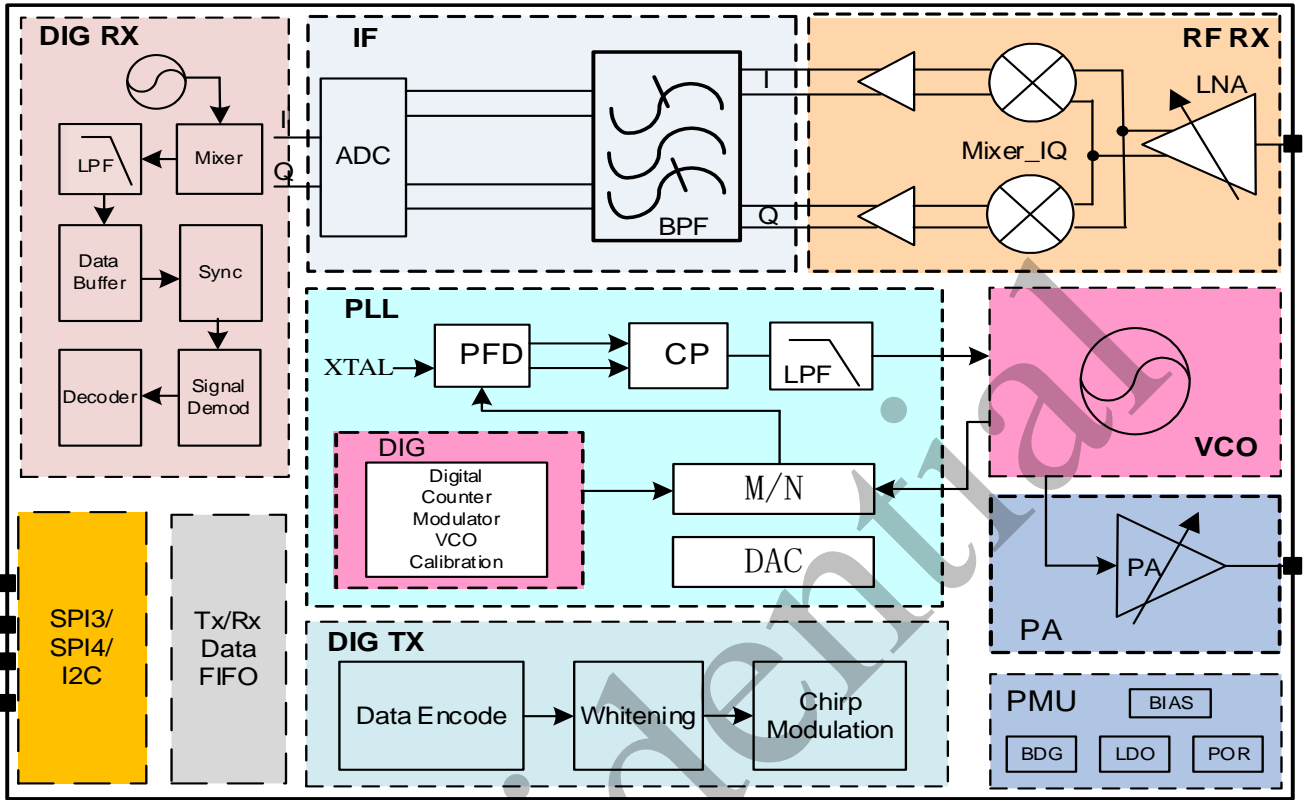 DIG RX
I
Q
Mixer
LPF
Data
Buffer
Sync
Signal
Demod
Decoder
IF
ADC
BPF
I
Q
RF RX
LNA
Mixer_IQ
PLL
XTAL
PFD
CP
LPF
DIG
Digital
Counter
Modulator
VCO
Calibration
M/N
DAC
VCO
PA
PA
SPI3/
SPI4/
I2C
Tx/Rx
Data
FIFO
DIG TX
Data Encode
Whitening
Chirp
Modulation
PMU
BIAS
BDG
LDO
POR
idential